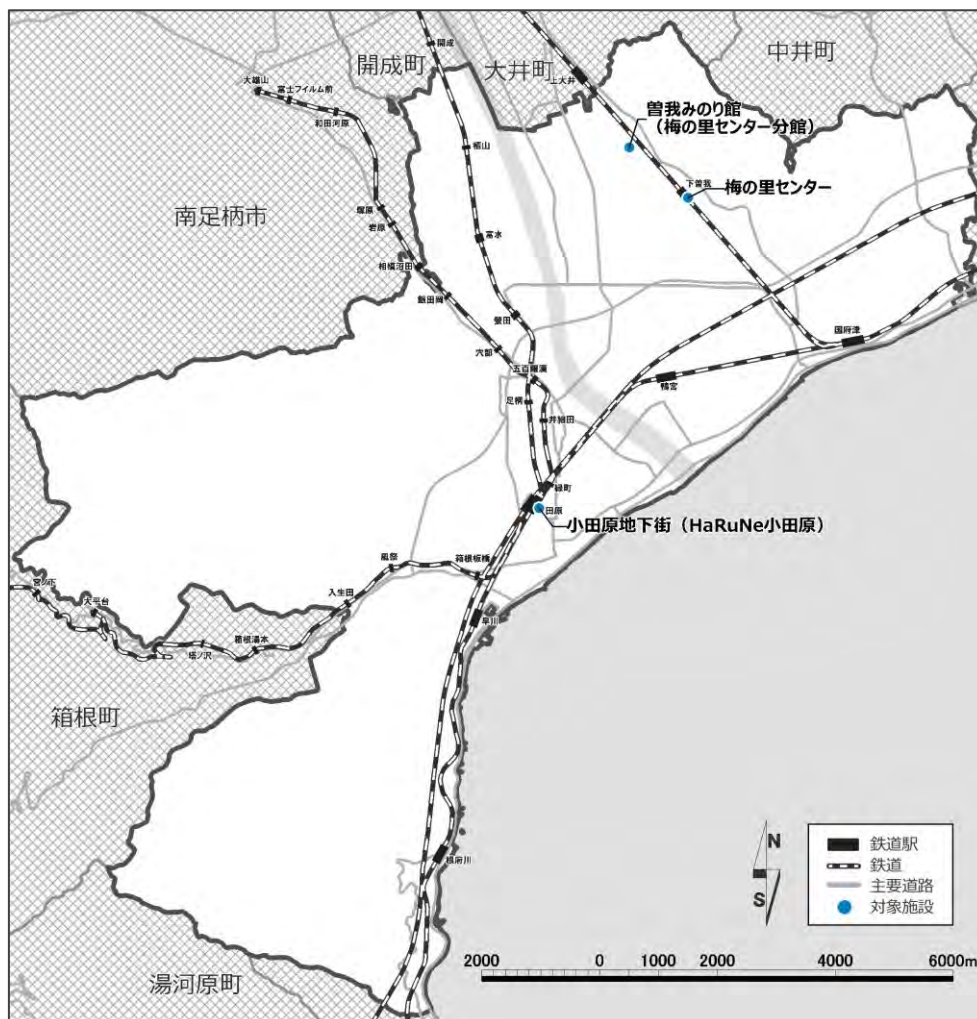 開成町
大井町
中井町
開成
大雄山
富士フイルム前
和田河原
上大井
曽我みのり館
（梅の里センター分館）
栢山
下曽我
梅の里センター
南足柄市
塚原
岩原
富水
相模沼田
飯田岡
螢田
穴部
国府津
五百羅漢
鴨宮
足柄
井細田
緑町
田原
小田原地下街（HaRuNe小田原）
風祭
箱根板橋
入生田
宮ノ下
大平台
早川
箱根湯本
塔ノ沢
箱根町
根府川
湯河原町
N
S
鉄道駅
鉄道
主要道路
対象施設
2000 0 2000 4000 6000m